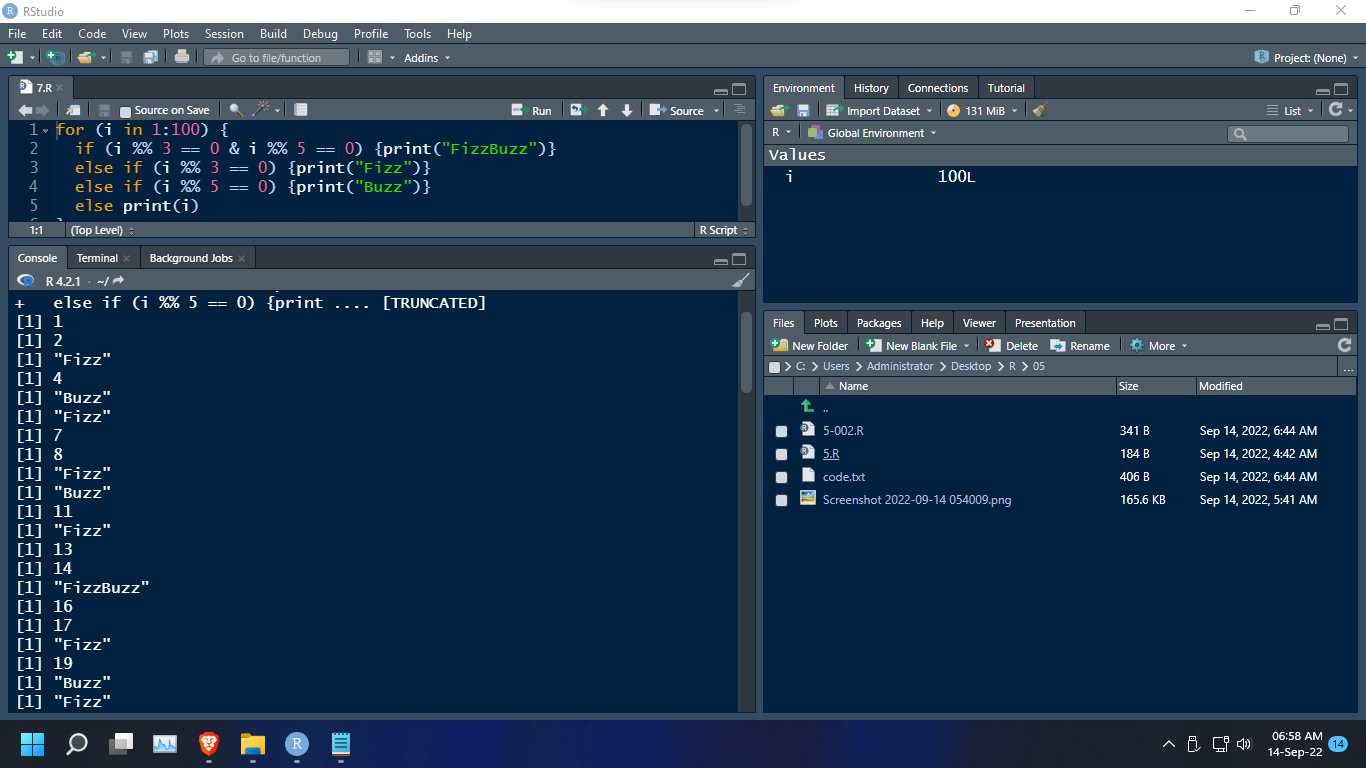 RStudio
File Edit Code View Plots Session Build Debug Profile Tools Help
Go to file/function Addins Project: (None)
7.R
Source on Save Run Source
1 for (i in 1:100) {
2 if (i %% 3 == 0 & i %% 5 == 0) {print("FizzBuzz")}
3 else if (i %% 3 == 0) {print("Fizz")}
4 else if (i %% 5 == 0) {print("Buzz")}
5 else print(i)
1:1 (Top Level) R Script
Console Terminal Background Jobs
R 4.2.1 · ~/
+ else if (i %% 5 == 0) {print .... [TRUNCATED]
[1] 1
[1] 2
[1] "Fizz"
[1] 4
[1] "Buzz"
[1] "Fizz"
[1] 7
[1] 8
[1] "Fizz"
[1] "Buzz"
[1] 11
[1] "Fizz"
[1] 13
[1] 14
[1] "FizzBuzz"
[1] 16
[1] 17
[1] "Fizz"
[1] 19
[1] "Buzz"
[1] "Fizz"
Environment History Connections Tutorial
Import Dataset 131 MiB List
R Global Environment
Values
i 100L
Files Plots Packages Help Viewer Presentation
New Folder New Blank File Delete Rename More
C: Users Administrator Desktop R 05 ...
Name Size Modified
..
5-002.R 341 B Sep 14, 2022, 6:44 AM
5.R 184 B Sep 14, 2022, 4:42 AM
code.txt 406 B Sep 14, 2022, 6:44 AM
Screenshot 2022-09-14 054009.png 165.6 KB Sep 14, 2022, 5:41 AM
06:58 AM
14-Sep-22
14